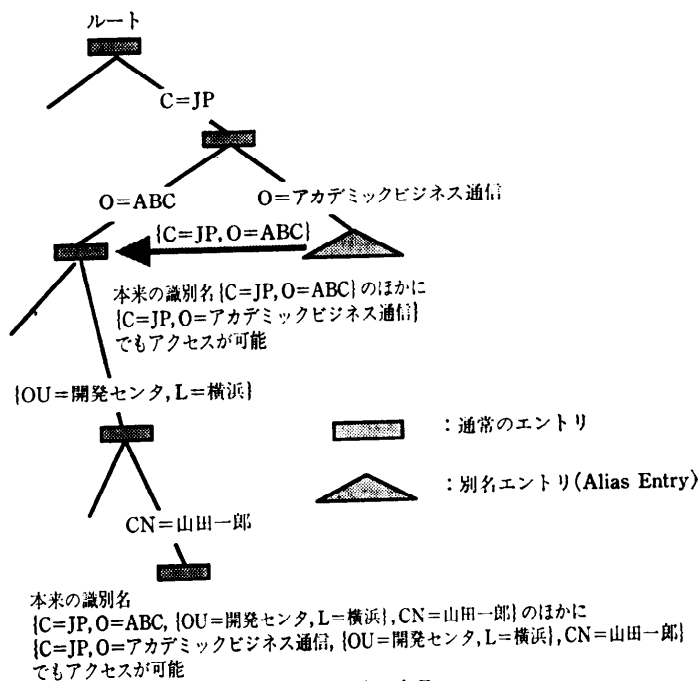 ルート
C=JP
O=ABC
O=アカデミックビジネス通信
{C=JP, O=ABC}
本来の識別名{C=JP, O=ABC}のほかに
{C=JP, O=アカデミックビジネス通信}
でもアクセスが可能
{OU=開発センタ, L=横浜}
:通常のエントリ
:別名エントリ(Alias Entry)
CN=山田一郎
本来の識別名
{C=JP, O=ABC, {OU=開発センタ, L=横浜}, CN=山田一郎}のほかに
{C=JP, O=アカデミックビジネス通信, {OU=開発センタ, L=横浜}, CN=山田一郎}
でもアクセスが可能